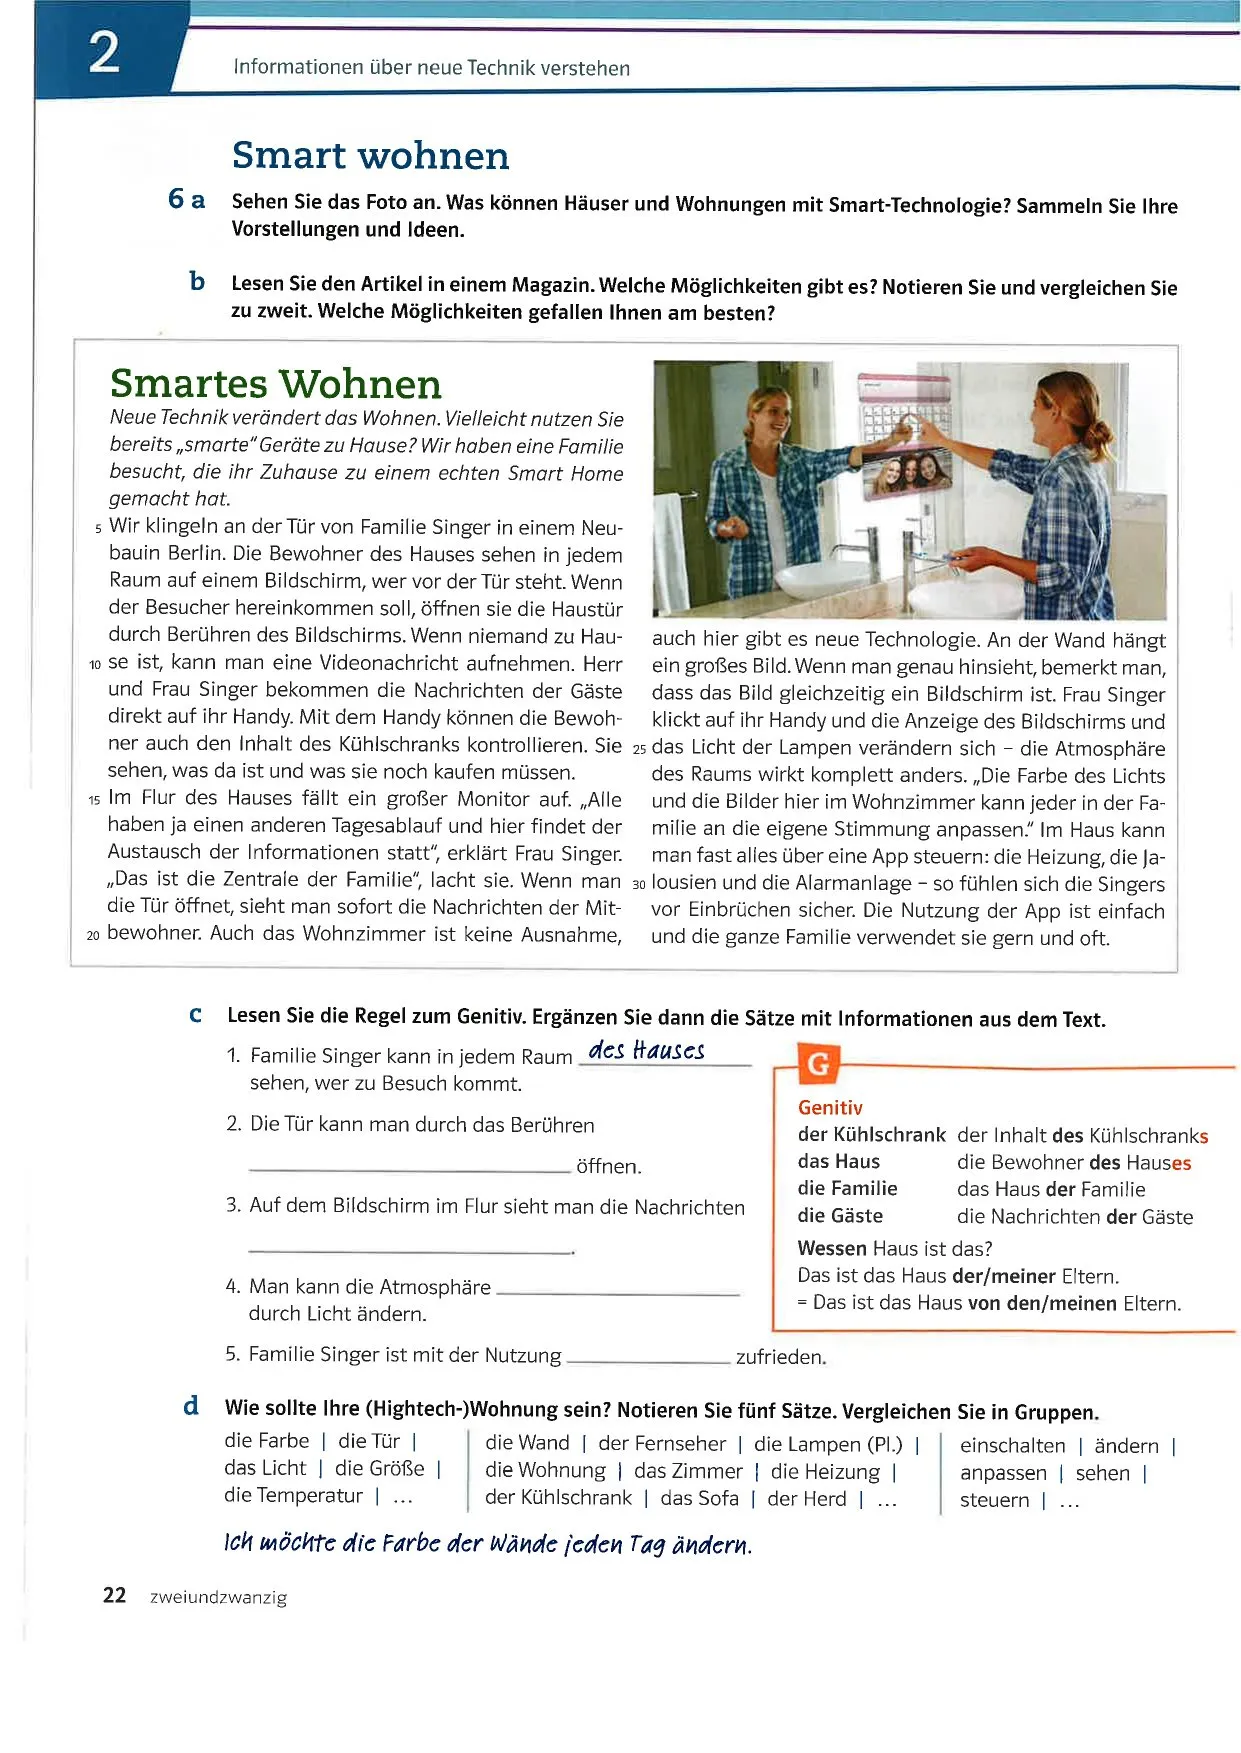 2
Informationen über neue Technik verstehen
Smart wohnen
6 a Sehen Sie das Foto an. Was können Häuser und Wohnungen mit Smart-Technologie? Sammeln Sie Ihre
Vorstellungen und Ideen.
b Lesen Sie den Artikel in einem Magazin. Welche Möglichkeiten gibt es? Notieren Sie und vergleichen Sie
zu zweit. Welche Möglichkeiten gefallen Ihnen am besten?
Smartes Wohnen
Neue Technik verändert das Wohnen. Vielleicht nutzen Sie
bereits „smarte" Geräte zu Hause? Wir haben eine Familie
besucht, die ihr Zuhause zu einem echten Smart Home
gemacht hat.
5 Wir klingeln an der Tür von Familie Singer in einem Neu-
bauin Berlin. Die Bewohner des Hauses sehen in jedem
Raum auf einem Bildschirm, wer vor der Tür steht. Wenn
der Besucher hereinkommen soll, öffnen sie die Haustür
durch Berühren des Bildschirms. Wenn niemand zu Hau-
10 se ist, kann man eine Videonachricht aufnehmen. Herr
und Frau Singer bekommen die Nachrichten der Gäste
direkt auf ihr Handy. Mit dem Handy können die Bewoh-
ner auch den Inhalt des Kühlschranks kontrollieren. Sie
sehen, was da ist und was sie noch kaufen müssen.
15 Im Flur des Hauses fällt ein großer Monitor auf. „Alle
haben ja einen anderen Tagesablauf und hier findet der
Austausch der Informationen statt", erklärt Frau Singer.
„Das ist die Zentrale der Familie", lacht sie. Wenn man
die Tür öffnet, sieht man sofort die Nachrichten der Mit-
20 bewohner. Auch das Wohnzimmer ist keine Ausnahme,
auch hier gibt es neue Technologie. An der Wand hängt
ein großes Bild. Wenn man genau hinsieht, bemerkt man,
dass das Bild gleichzeitig ein Bildschirm ist. Frau Singer
klickt auf ihr Handy und die Anzeige des Bildschirms und
25 das Licht der Lampen verändern sich – die Atmosphäre
des Raums wirkt komplett anders. „Die Farbe des Lichts
und die Bilder hier im Wohnzimmer kann jeder in der Fa-
milie an die eigene Stimmung anpassen." Im Haus kann
man fast alles über eine App steuern: die Heizung, die Ja-
30 lousien und die Alarmanlage – so fühlen sich die Singers
vor Einbrüchen sicher. Die Nutzung der App ist einfach
und die ganze Familie verwendet sie gern und oft.
c Lesen Sie die Regel zum Genitiv. Ergänzen Sie dann die Sätze mit Informationen aus dem Text.
1. Familie Singer kann in jedem Raum des Hauses
sehen, wer zu Besuch kommt.
2. Die Tür kann man durch das Berühren
öffnen.
3. Auf dem Bildschirm im Flur sieht man die Nachrichten
.
4. Man kann die Atmosphäre
durch Licht ändern.
5. Familie Singer ist mit der Nutzung zufrieden.
G
Genitiv
der Kühlschrank der Inhalt des Kühlschranks
das Haus die Bewohner des Hauses
die Familie das Haus der Familie
die Gäste die Nachrichten der Gäste
Wessen Haus ist das?
Das ist das Haus der/meiner Eltern.
= Das ist das Haus von den/meinen Eltern.
d Wie sollte Ihre (Hightech-)Wohnung sein? Notieren Sie fünf Sätze. Vergleichen Sie in Gruppen.
die Farbe | die Tür |
das Licht | die Größe |
die Temperatur | ...
die Wand | der Fernseher | die Lampen (Pl.) |
die Wohnung | das Zimmer | die Heizung |
der Kühlschrank | das Sofa | der Herd | ...
einschalten | ändern |
anpassen | sehen |
steuern | ...
Ich möchte die Farbe der Wände jeden Tag ändern.
22 zweiundzwanzig